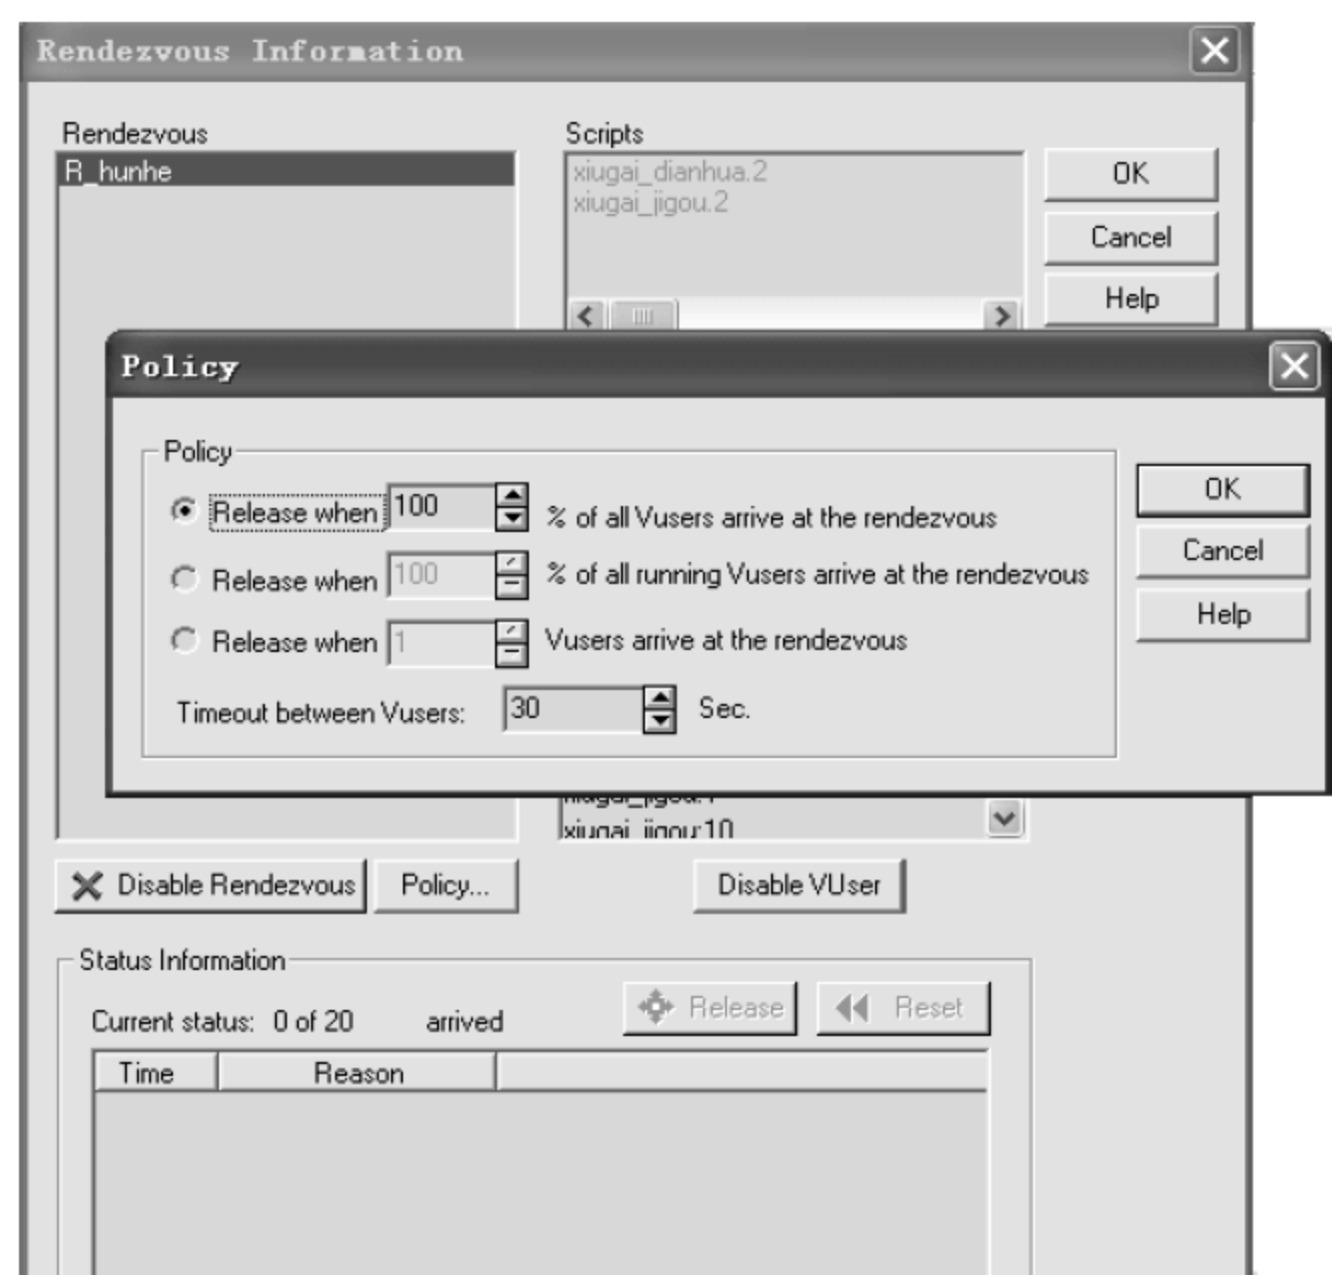 Rendezvous Information
Rendezvous
R_hunhe
Scripts
xiugai_dianhua.2
xiugai_jigou.2
OK
Cancel
Help
Policy
Policy
Release when 100 % of all Vusers arrive at the rendezvous
Release when 100 % of all running Vusers arrive at the rendezvous
Release when 1 Vusers arrive at the rendezvous
Timeout between Vusers: 30 Sec.
OK
Cancel
Help
xiugai_jigou:10
Disable Rendezvous
Policy...
Disable VUser
Status Information
Current status: 0 of 20 arrived
Release
Reset
Time Reason